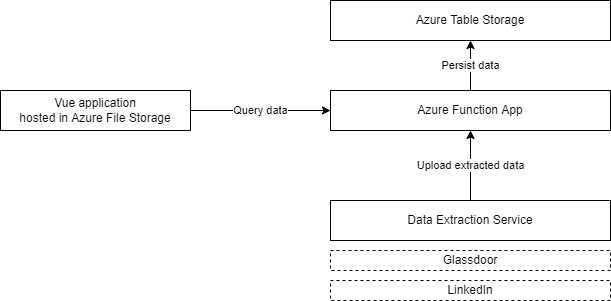 Azure Table Storage
Persist data
Vue application
hosted in Azure File Storage
Query data
Azure Function App
Upload extracted data
Data Extraction Service
Glassdoor
LinkedIn